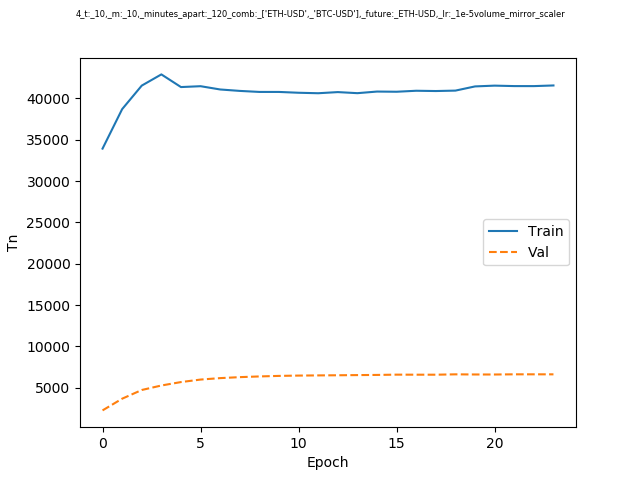 4_t:_10,_m:_10,_minutes_apart:_120_comb:_['ETH-USD',_'BTC-USD'],_future:_ETH-USD,_lr:_1e-5volume_mirror_scaler
40000
35000
30000
25000
20000
15000
10000
5000
Tn
Train
Val
0 5 10 15 20
Epoch